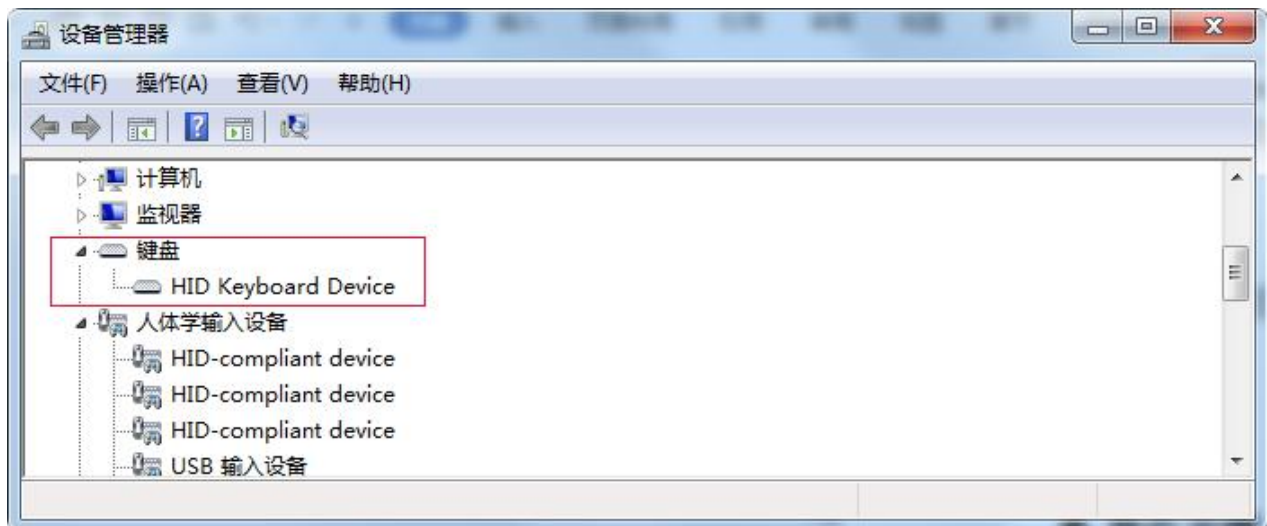 设备管理器
文件(F) 操作(A) 查看(V) 帮助(H)
计算机
监视器
键盘
HID Keyboard Device
人体学输入设备
HID-compliant device
HID-compliant device
HID-compliant device
USB 输入设备